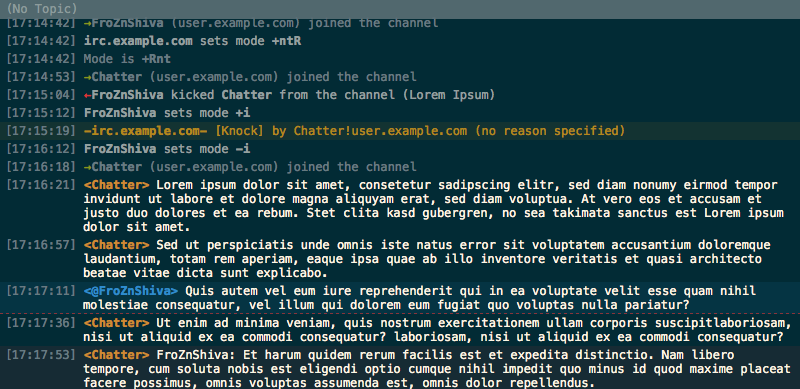 (No Topic)
[17:14:42] →FroZnShiva (user.example.com) joined the channel
[17:14:42] irc.example.com sets mode +ntR
[17:14:42] Mode is +Rnt
[17:14:53] →Chatter (user.example.com) joined the channel
[17:15:04] ←FroZnShiva kicked Chatter from the channel (Lorem Ipsum)
[17:15:12] FroZnShiva sets mode +i
[17:15:19] -irc.example.com- [Knock] by Chatter!user.example.com (no reason specified)
[17:16:12] FroZnShiva sets mode -i
[17:16:18] →Chatter (user.example.com) joined the channel
[17:16:21] <Chatter> Lorem ipsum dolor sit amet, consetetur sadipscing elitr, sed diam nonumy eirmod tempor
invidunt ut labore et dolore magna aliquyam erat, sed diam voluptua. At vero eos et accusam et
justo duo dolores et ea rebum. Stet clita kasd gubergren, no sea takimata sanctus est Lorem ipsum
dolor sit amet.
[17:16:57] <Chatter> Sed ut perspiciatis unde omnis iste natus error sit voluptatem accusantium doloremque
laudantium, totam rem aperiam, eaque ipsa quae ab illo inventore veritatis et quasi architecto
beatae vitae dicta sunt explicabo.
[17:17:11] <@FroZnShiva> Quis autem vel eum iure reprehenderit qui in ea voluptate velit esse quam nihil
molestiae consequatur, vel illum qui dolorem eum fugiat quo voluptas nulla pariatur?
[17:17:36] <Chatter> Ut enim ad minima veniam, quis nostrum exercitationem ullam corporis suscipitlaboriosam,
nisi ut aliquid ex ea commodi consequatur? laboriosam, nisi ut aliquid ex ea commodi consequatur?
[17:17:53] <Chatter> FroZnShiva: Et harum quidem rerum facilis est et expedita distinctio. Nam libero
tempore, cum soluta nobis est eligendi optio cumque nihil impedit quo minus id quod maxime placeat
facere possimus, omnis voluptas assumenda est, omnis dolor repellendus.